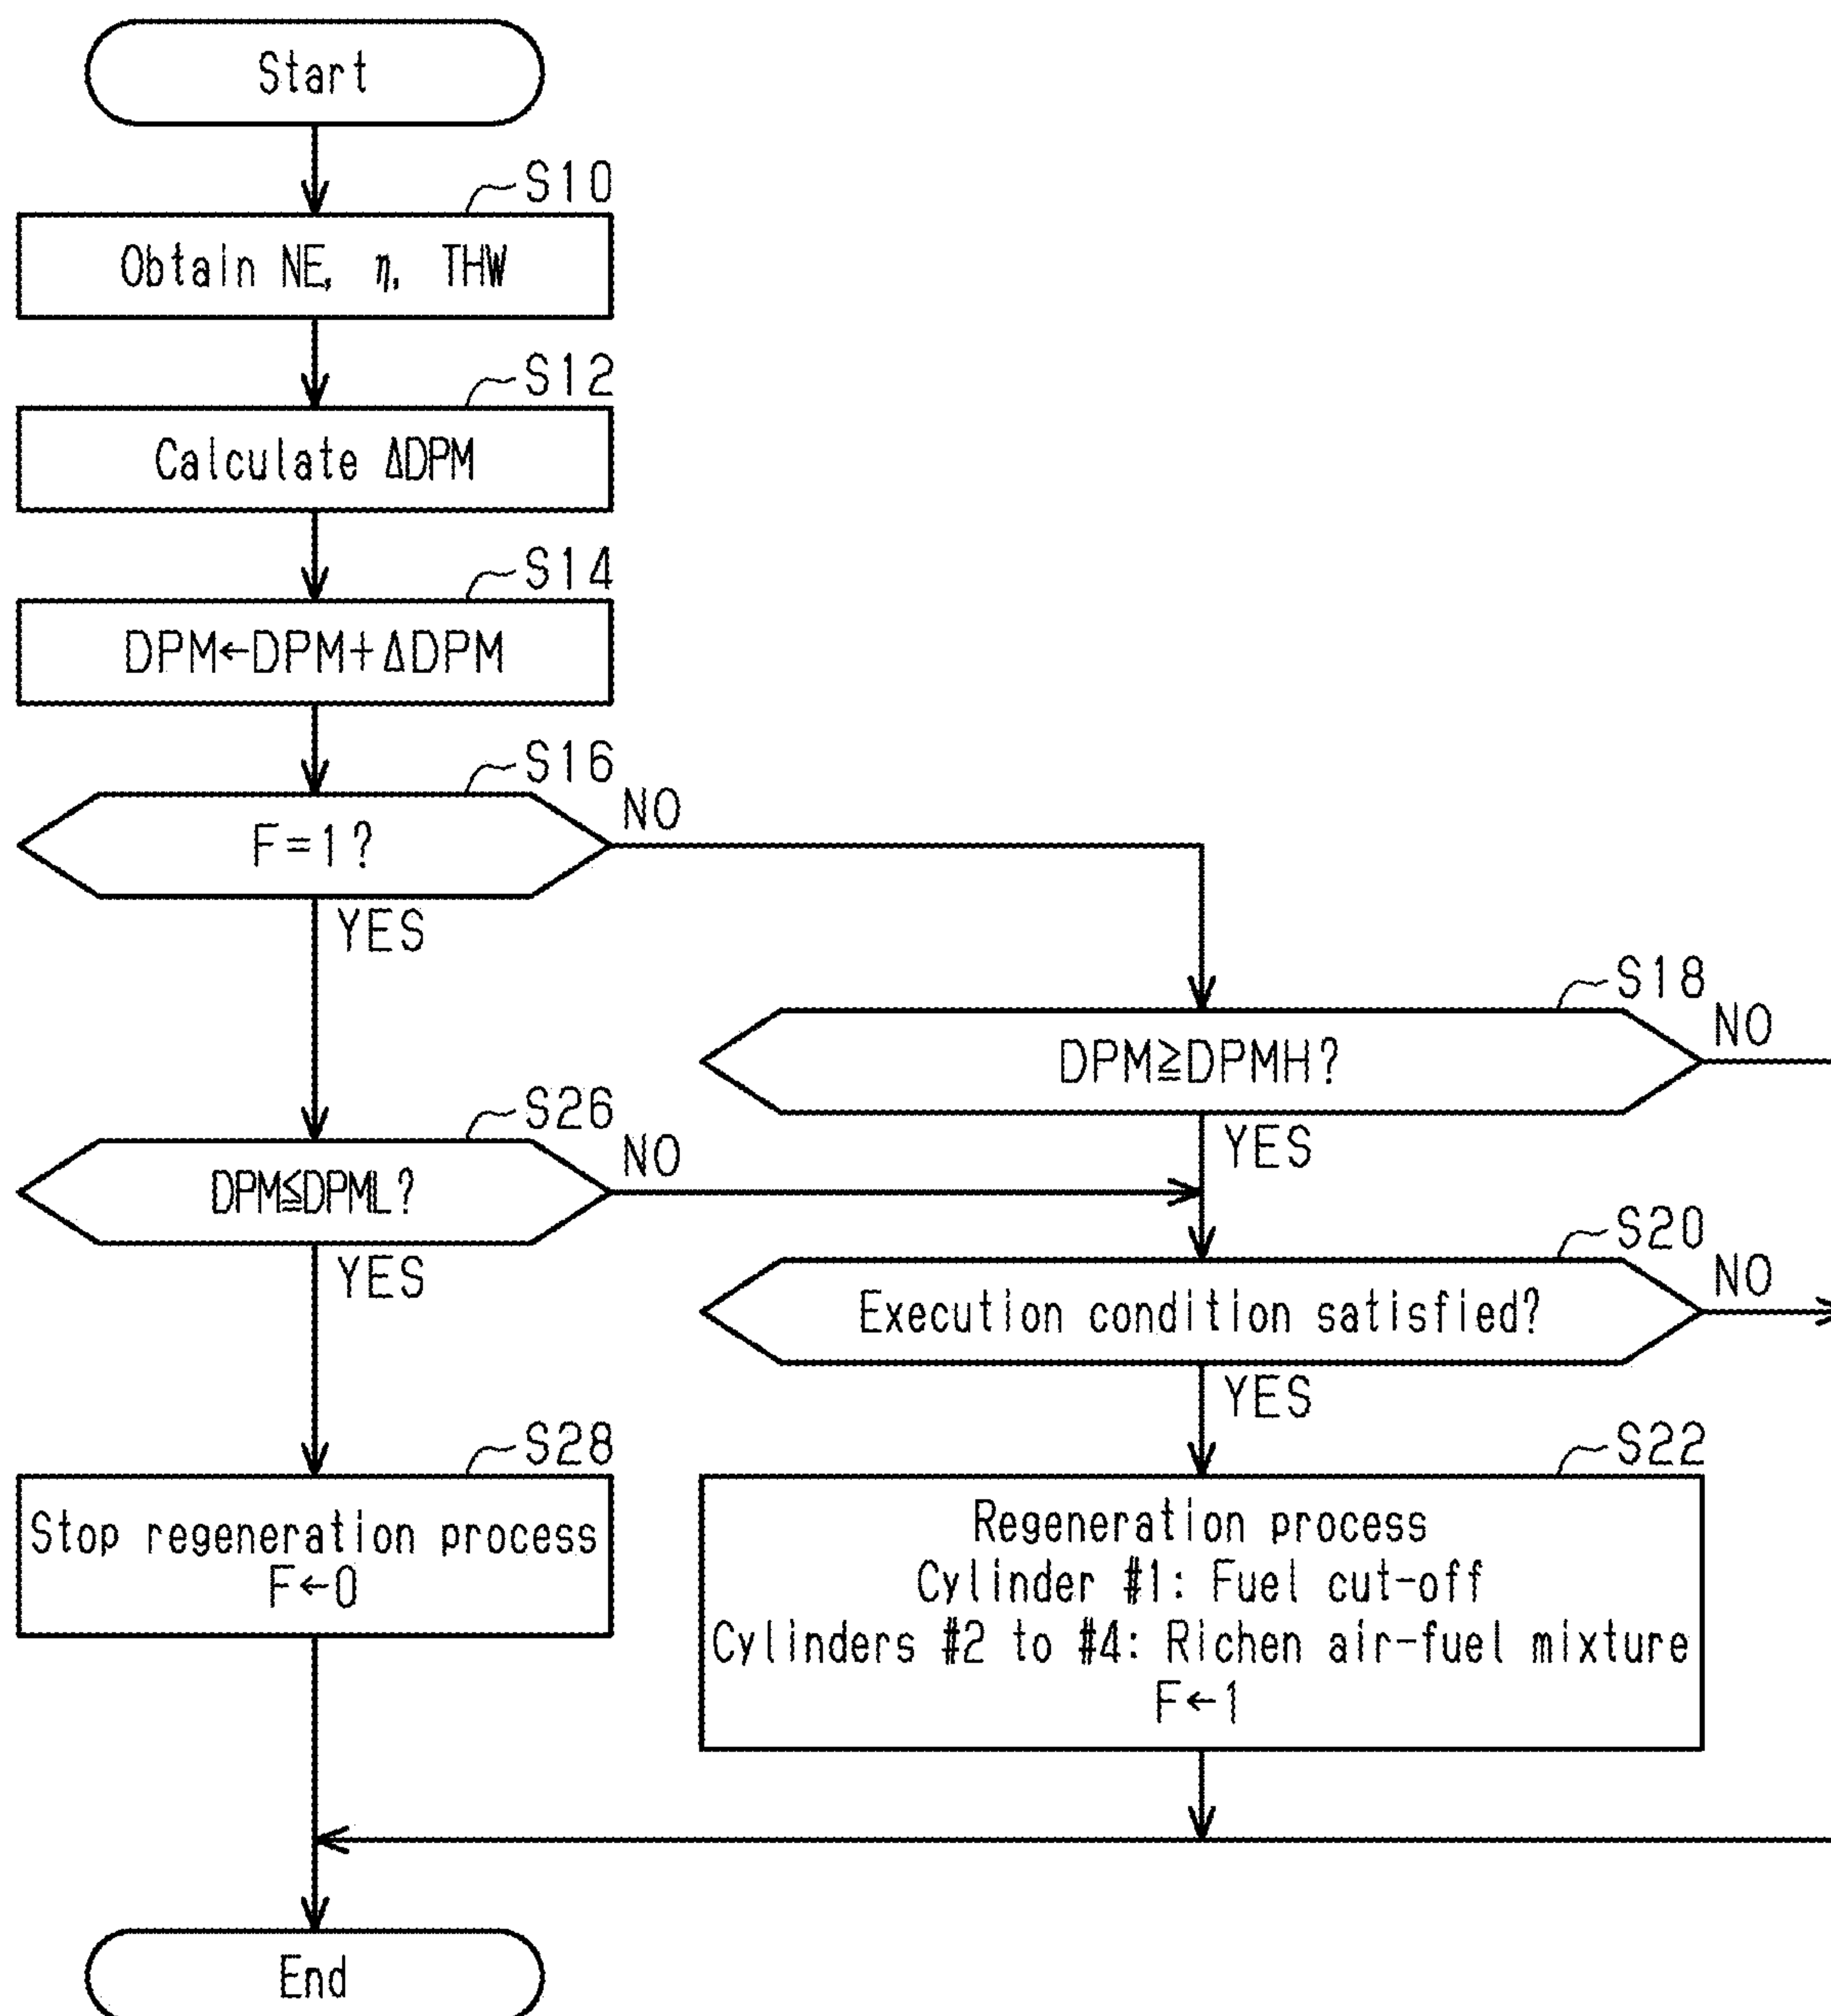 Start
S10
Obtain NE, η, THW
S12
Calculate ΔDPM
S14
DPM←DPM+ΔDPM
S16
F=1?
NO
YES
S18
DPM≧DPMH?
NO
YES
S26
DPM≦DPML?
NO
YES
S20
Execution condition satisfied?
NO
YES
S28
Stop regeneration process
F←0
S22
Regeneration process
Cylinder #1: Fuel cut-off
Cylinders #2 to #4: Richen air-fuel mixture
F←1
End